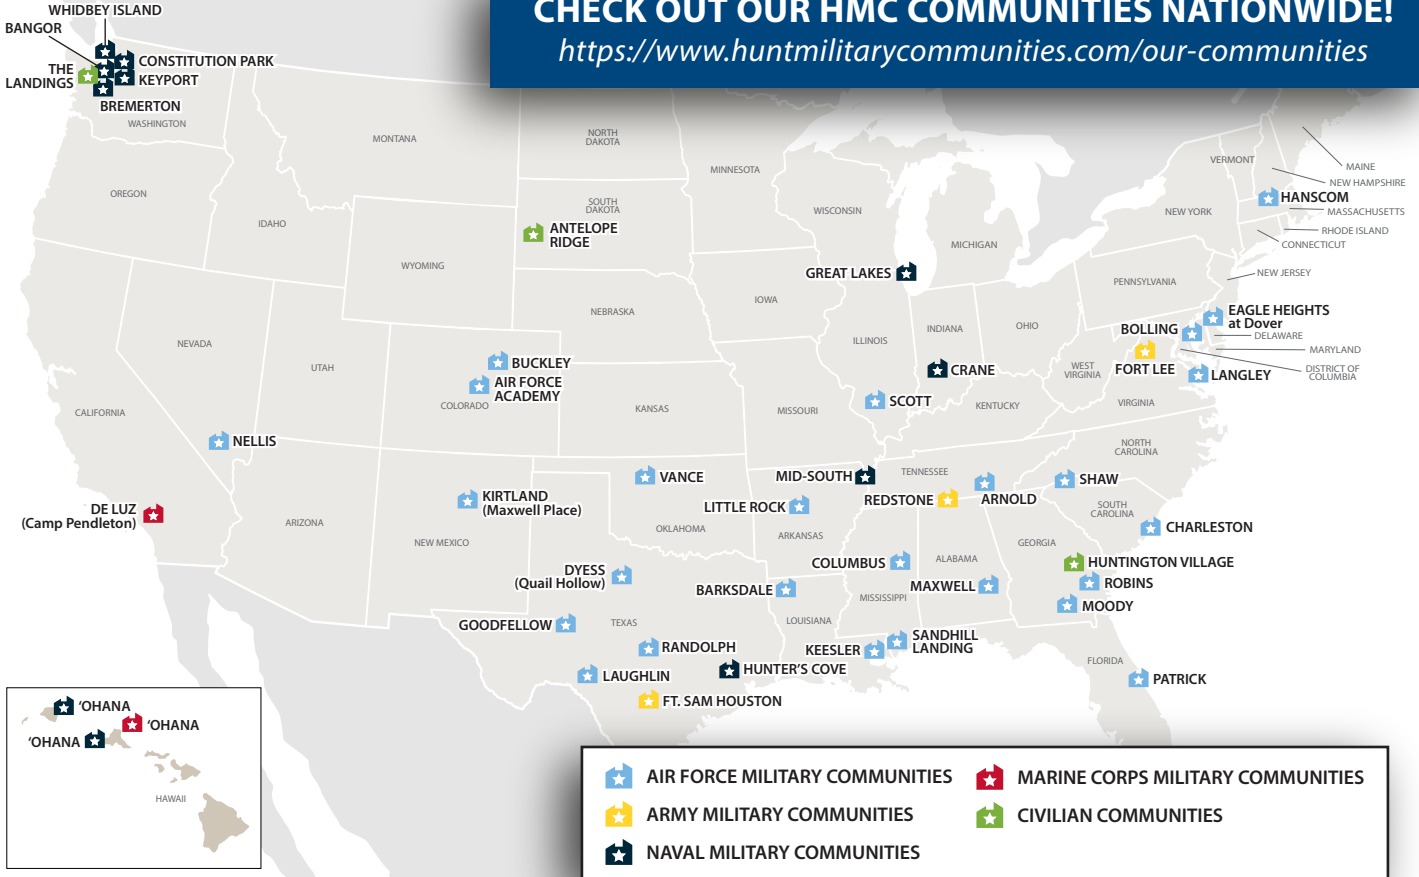 CHECK OUT OUR HMC COMMUNITIES NATIONWIDE!
https://www.huntmilitarycommunities.com/our-communities
WHIDBEY ISLAND
BANGOR
CONSTITUTION PARK
THE
LANDINGS
KEYPORT
BREMERTON
WASHINGTON
MONTANA
NORTH
DAKOTA
MINNESOTA
VERMONT
MAINE
NEW HAMPSHIRE
OREGON
IDAHO
SOUTH
DAKOTA
ANTELOPE
RIDGE
WISCONSIN
NEW YORK
HANSCOM
MASSACHUSETTS
RHODE ISLAND
CONNECTICUT
MICHIGAN
WYOMING
GREAT LAKES
NEW JERSEY
PENNSYLVANIA
IOWA
NEBRASKA
NEVADA
UTAH
ILLINOIS
INDIANA
OHIO
EAGLE HEIGHTS
at Dover
BOLLING
DELAWARE
MARYLAND
DISTRICT OF
COLUMBIA
BUCKLEY
AIR FORCE
ACADEMY
COLORADO
CRANE
WEST
VIRGINIA
FORT LEE
LANGLEY
CALIFORNIA
KANSAS
MISSOURI
SCOTT
KENTUCKY
VIRGINIA
NELLIS
NORTH
CAROLINA
VANCE
MID-SOUTH
TENNESSEE
SHAW
DE LUZ
(Camp Pendleton)
KIRTLAND
(Maxwell Place)
LITTLE ROCK
REDSTONE
ARNOLD
SOUTH
CAROLINA
ARIZONA
NEW MEXICO
OKLAHOMA
ARKANSAS
CHARLESTON
GEORGIA
DYESS
(Quail Hollow)
COLUMBUS
ALABAMA
HUNTINGTON VILLAGE
BARKSDALE
MISSISSIPPI
MAXWELL
ROBINS
MOODY
GOODFELLOW
TEXAS
LOUISIANA
RANDOLPH
KEESLER
SANDHILL
LANDING
FLORIDA
LAUGHLIN
HUNTER'S COVE
PATRICK
FT. SAM HOUSTON
‘OHANA
‘OHANA
‘OHANA
HAWAII
AIR FORCE MILITARY COMMUNITIES
MARINE CORPS MILITARY COMMUNITIES
ARMY MILITARY COMMUNITIES
CIVILIAN COMMUNITIES
NAVAL MILITARY COMMUNITIES